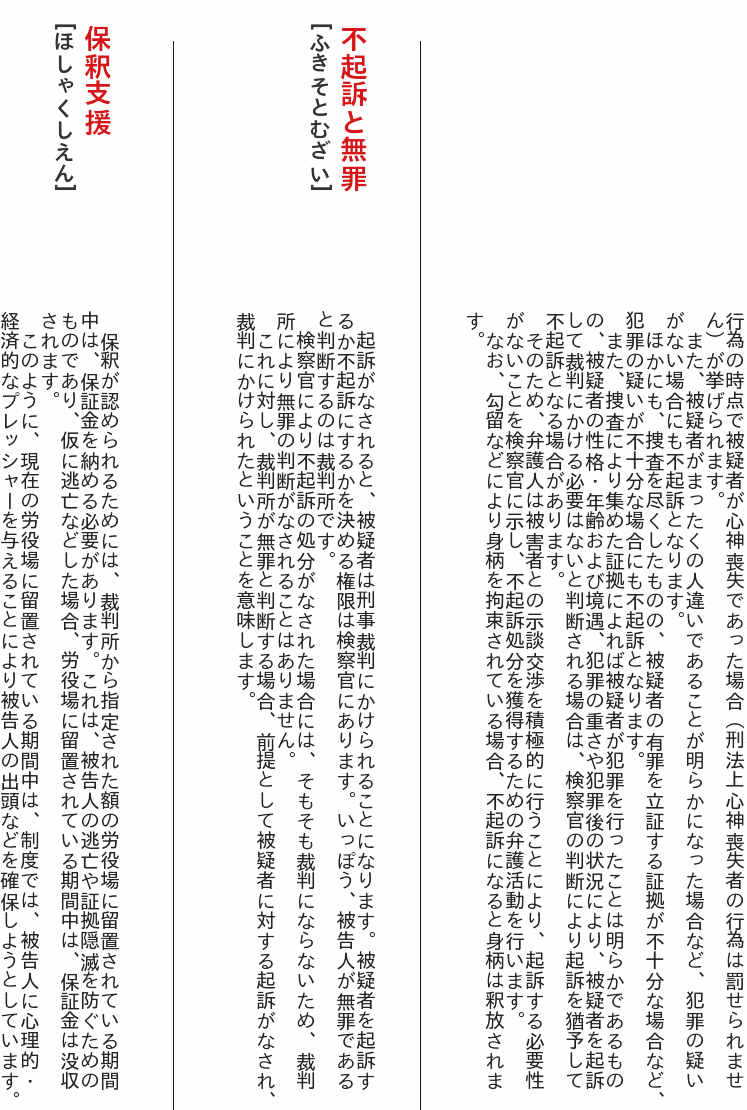 行為の時点で被疑者が心神喪失であった場合（刑法上心神喪失者の行為は罰せられませ
ん）が挙げられます。
また、被疑者がまったくの人違いであることが明らかになった場合など、犯罪の疑い
がない場合にも不起訴となります。
ほかにも、捜査を尽くしたものの、被疑者の有罪を立証する証拠が不十分な場合など、
犯罪の疑いが不十分な場合にも不起訴となります。
また、捜査により集めた証拠によれば被疑者が犯罪を行ったことは明らかであるもの
の、被疑者の性格・年齢および境遇、犯罪の重さや犯罪後の状況により、被疑者を起訴
して裁判にかける必要はないと判断される場合は、検察官の判断により起訴を猶予して
不起訴となる場合があります。
そのため、弁護人は被害者との示談交渉を積極的に行うことにより、起訴する必要性
がないことを検察官に示し、不起訴処分を獲得するための弁護活動を行います。
なお、勾留などにより身柄を拘束されている場合、不起訴になると身柄は釈放されま
す。
不起訴と無罪
［ふきそとむざい］
起訴がなされると、被疑者は刑事裁判にかけられることになります。被疑者を起訴す
るか不起訴にするかを決める権限は検察官にあります。いっぽう、被告人が無罪である
と判断するのは裁判所です。
検察官により不起訴の処分がなされた場合には、そもそも裁判にならないため、裁判
所により無罪の判断がなされることはありません。
これに対し、裁判所が無罪と判断する場合、前提として被疑者に対する起訴がなされ、
裁判にかけられたということを意味します。
保釈支援
［ほしゃくしえん］
保釈が認められるためには、裁判所から指定された額の労役場に留置されている期間
中は、保証金を納める必要があります。これは、被告人の逃亡や証拠隠滅を防ぐための
ものであり、仮に逃亡などした場合、労役場に留置されている期間中は、保証金は没収
されます。
このように、現在の労役場に留置されている期間中は、制度では、被告人に心理的・
経済的なプレッシャーを与えることにより被告人の出頭などを確保しようとしています。